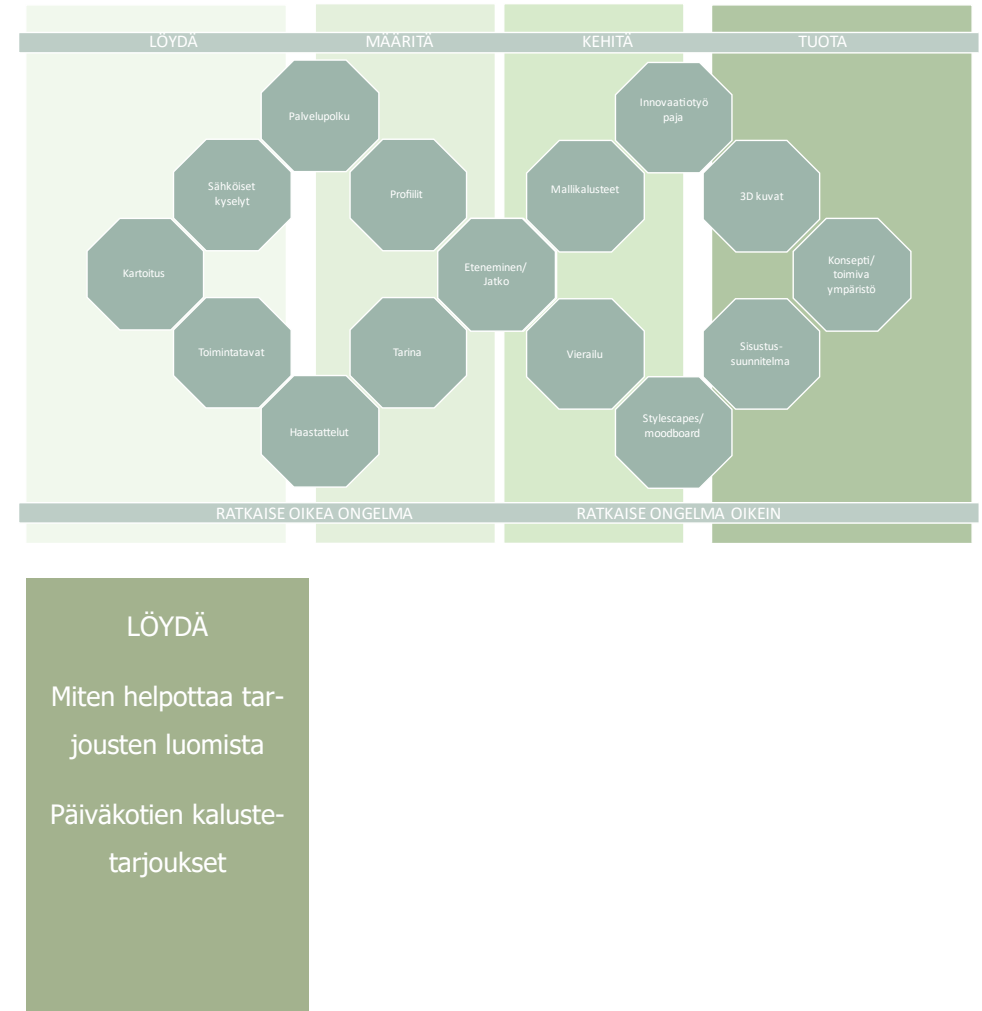 LÖYDÄ
MÄÄRITÄ
KEHITÄ
TUOTA
Palvelupolku
Sähköiset
kyselyt
Profiilit
Kartoitus
Eteneminen/
Jatko
Toimintatavat
Tarina
Haastattelut
Innovaatiotyö
paja
Mallikalusteet
3D kuvat
Konsepti/
toimiva
ympäristö
Vierailu
Sisustus-
suunnitelma
Stylescapes/
moodboard
RATKAISE OIKEA ONGELMA
RATKAISE ONGELMA OIKEIN
LÖYDÄ
Miten helpottaa tar-
jousten luomista
Päiväkotien kaluste-
tarjoukset